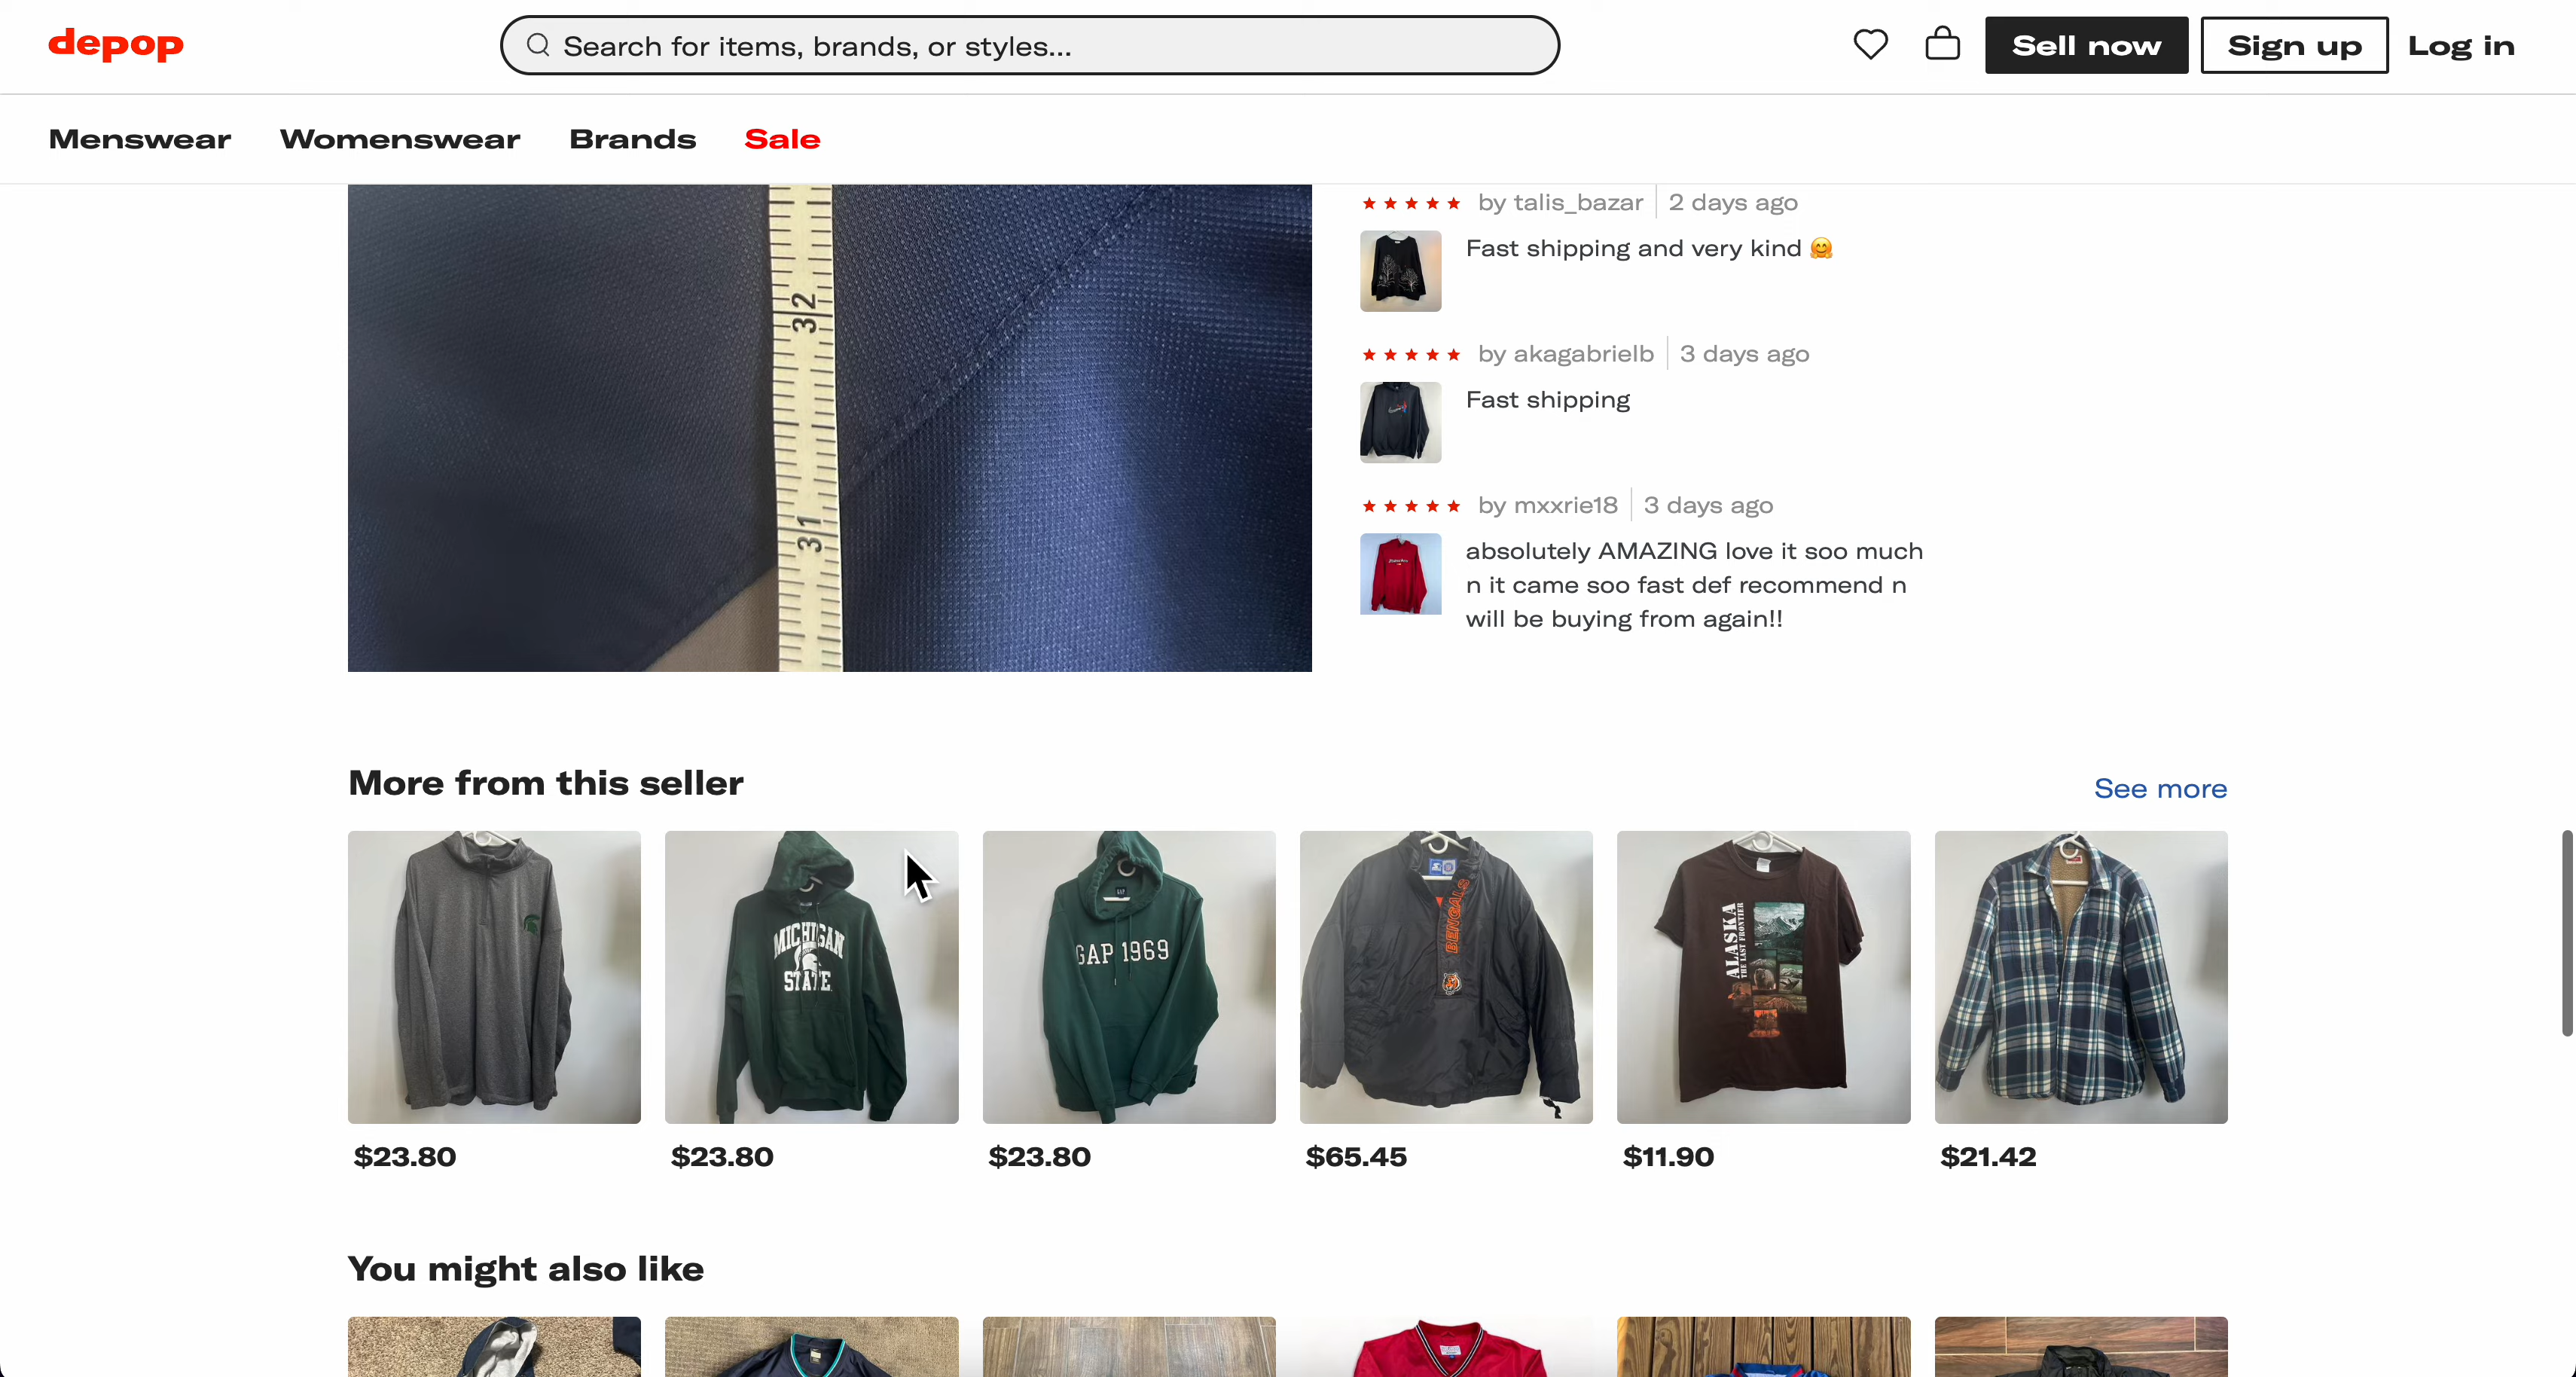 depop
Search for items, brands, or styles...
Sell now
Sign up
Log in
Menswear
Womenswear
Brands
Sale
by talis_bazar
2 days ago
Fast shipping and very kind 🤗
by akagabrielb
3 days ago
Fast shipping
by mxxrie18
3 days ago
absolutely AMAZING love it soo much
n it came soo fast def recommend n
will be buying from again!!
32
31
More from this seller
See more
MICHIGAN
STATE
GAP
GAP 1969
BENGALS
ALASKA
THE LAST FRONTIER
$23.80
$23.80
$23.80
$65.45
$11.90
$21.42
You might also like